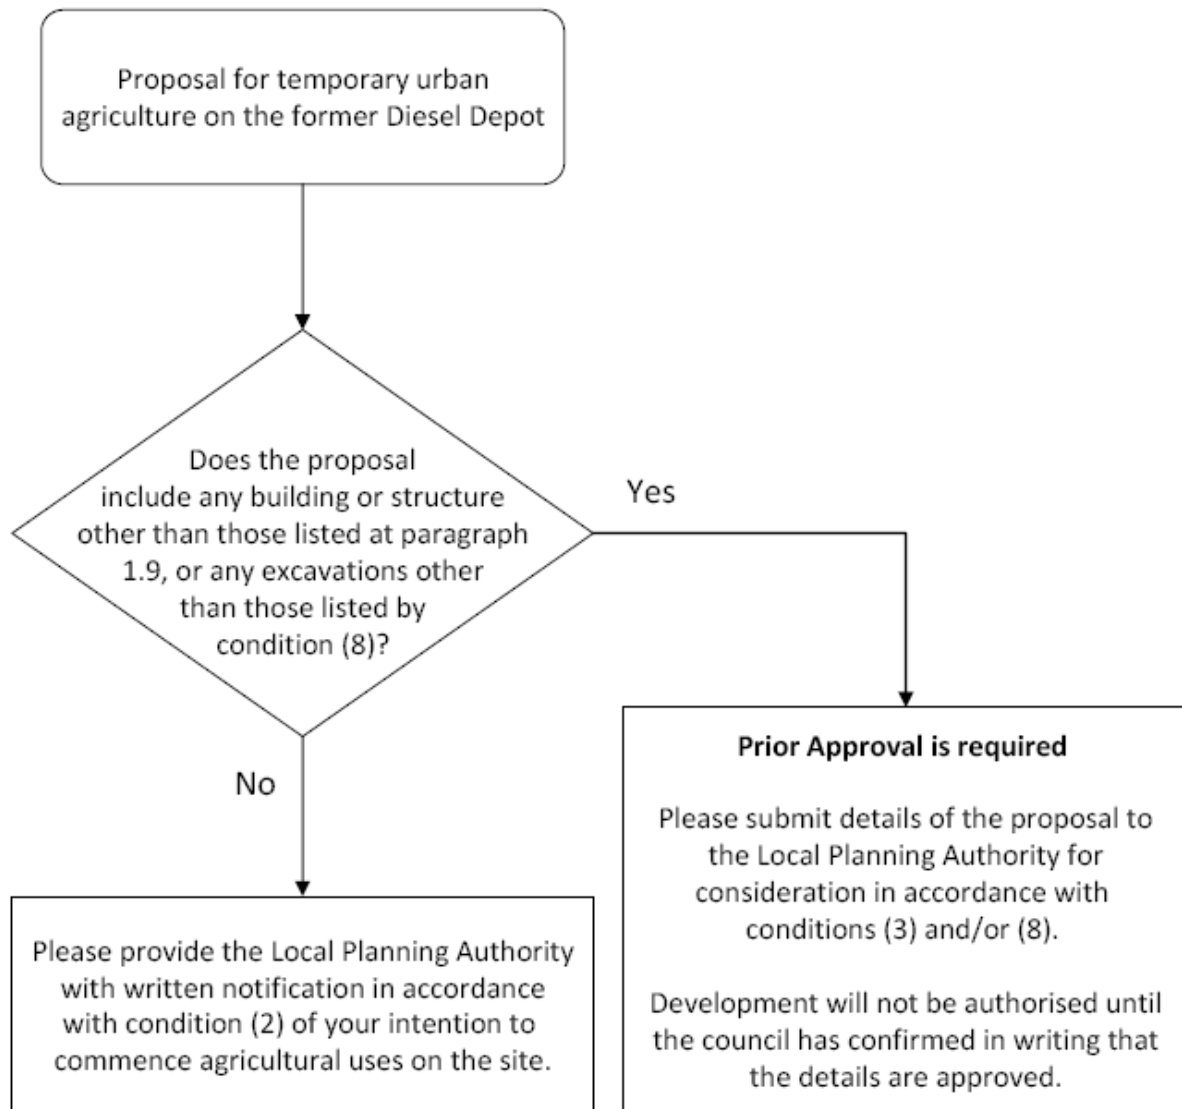 Proposal for temporary urban
agriculture on the former Diesel Depot
Does the proposal
include any building or structure
other than those listed at paragraph
1.9, or any excavations other
than those listed by
condition (8)?
Yes
No
Prior Approval is required
Please submit details of the proposal to
the Local Planning Authority for
consideration in accordance with
conditions (3) and/or (8).
Development will not be authorised until
the council has confirmed in writing that
the details are approved.
Please provide the Local Planning Authority
with written notification in accordance
with condition (2) of your intention to
commence agricultural uses on the site.